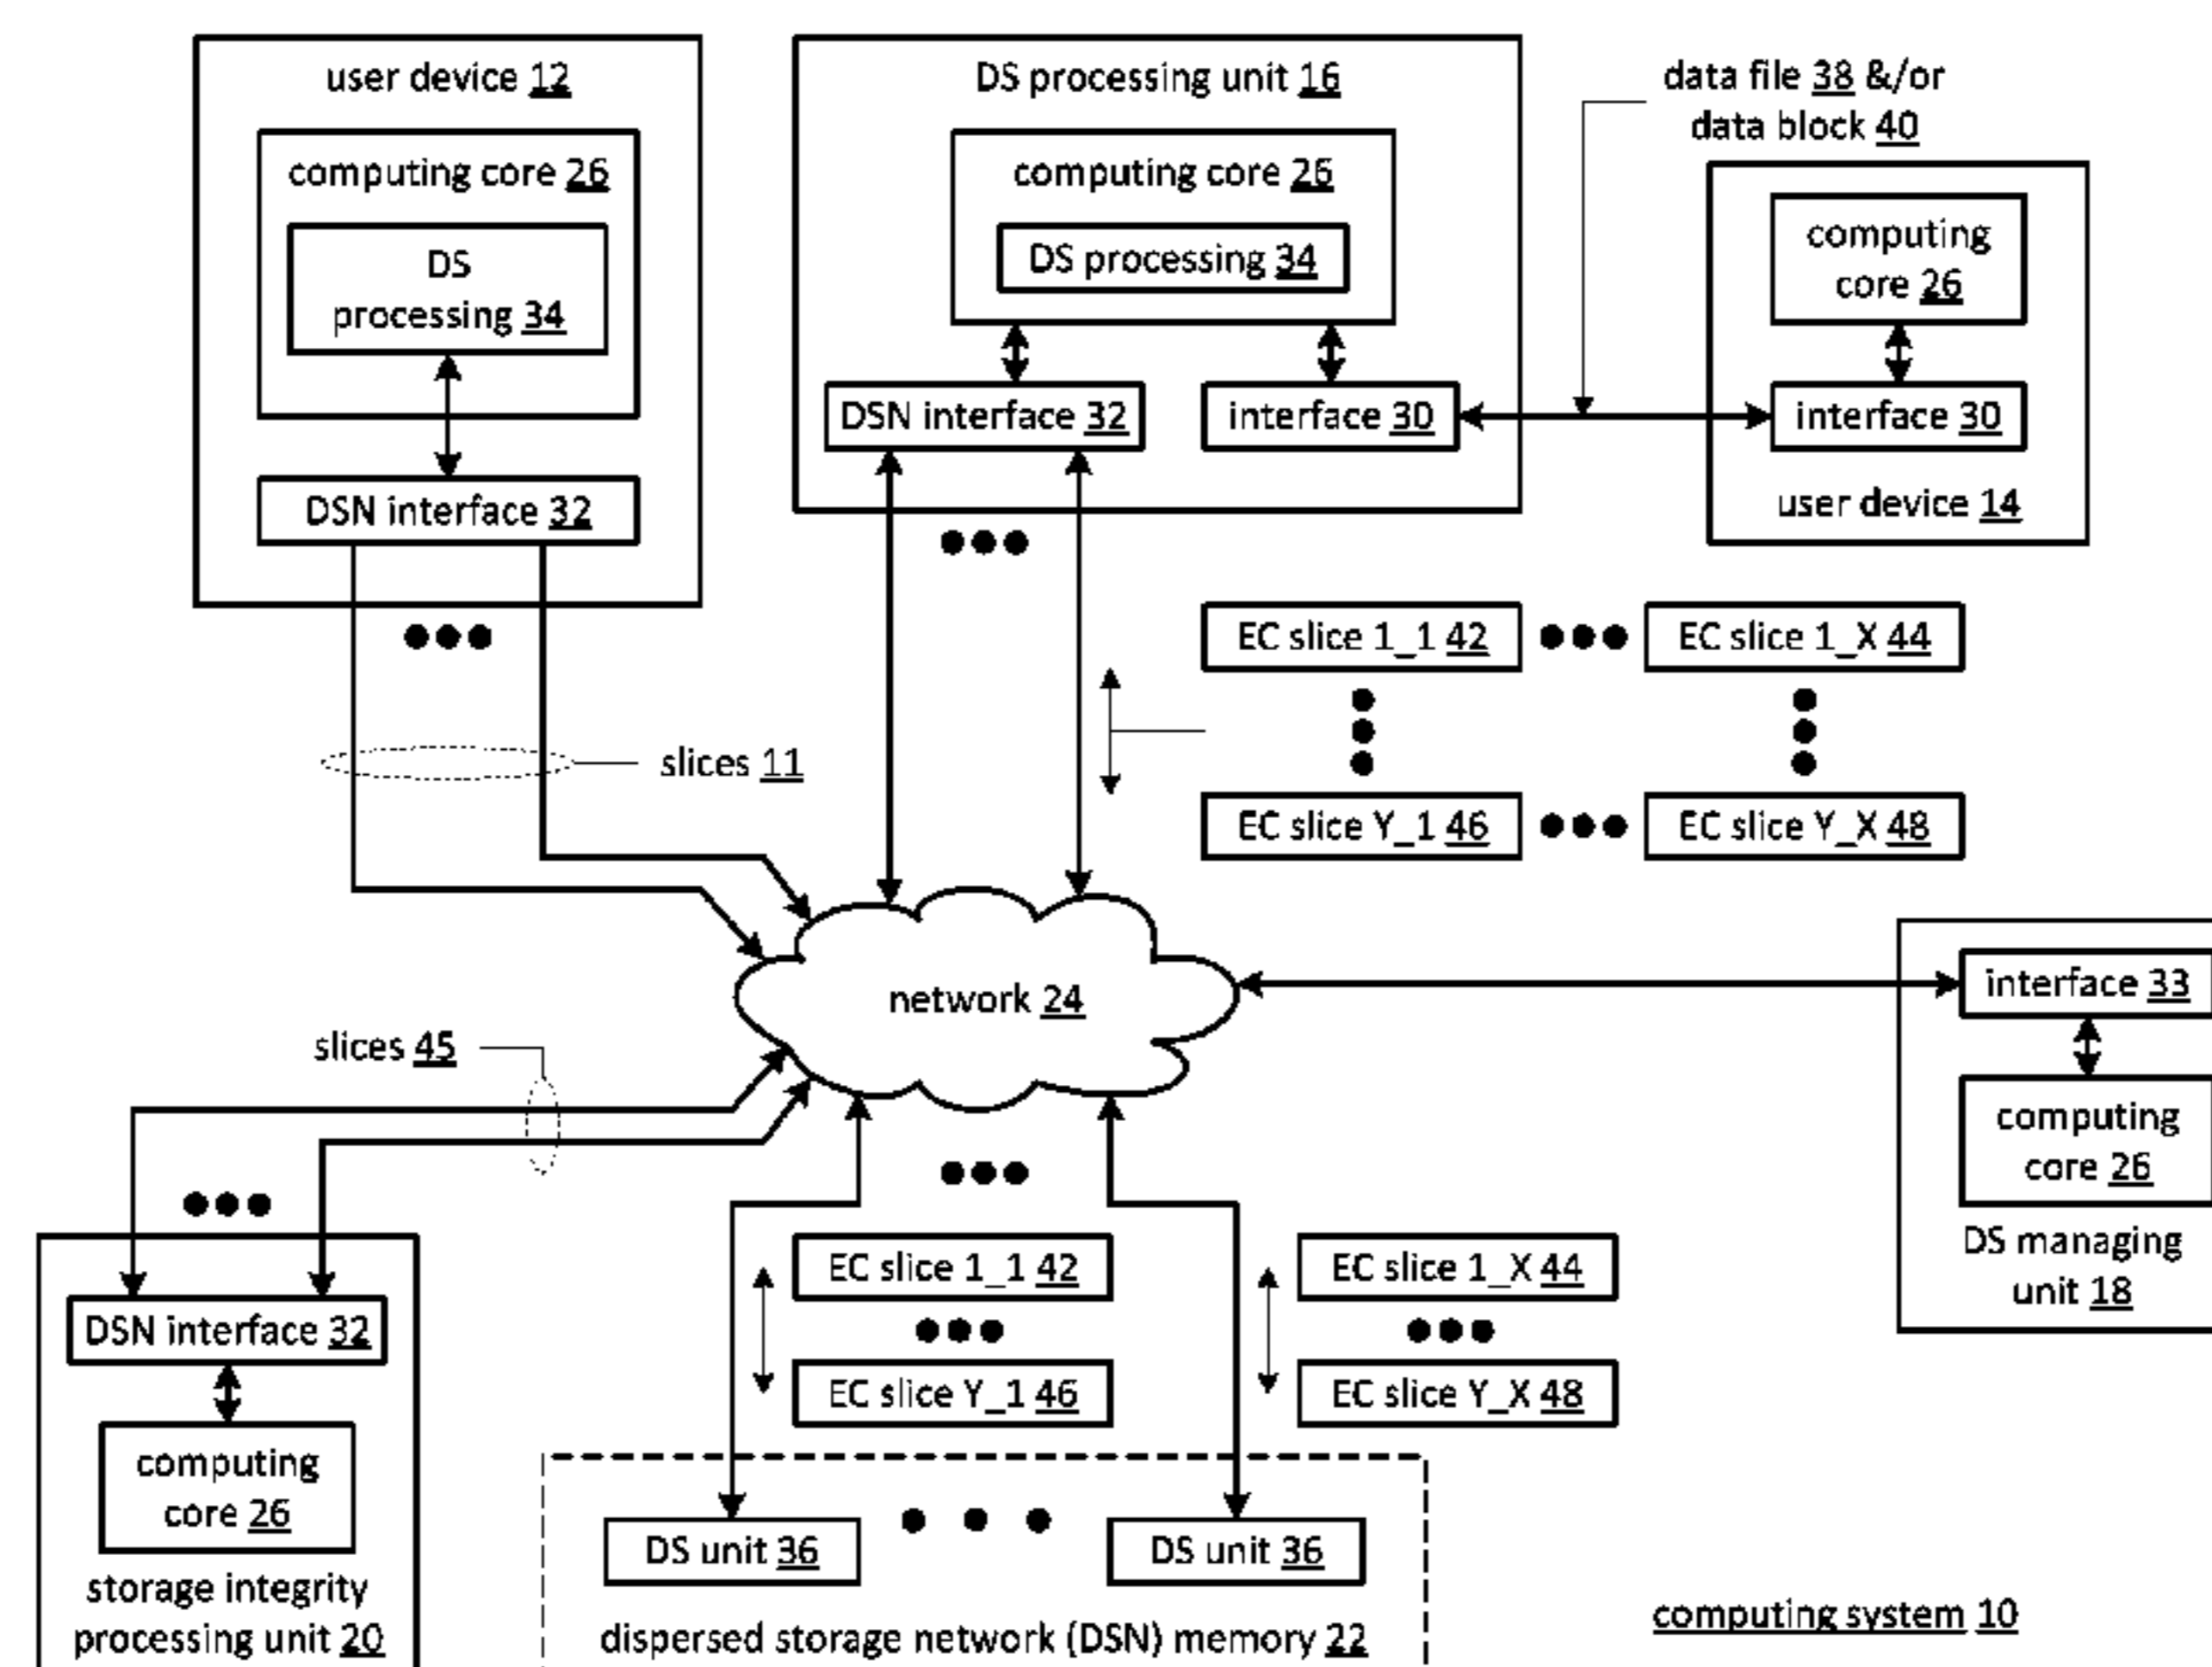 user device 12
computing core 26
DS
processing 34
DSN interface 32
DS processing unit 16
computing core 26
DS processing 34
DSN interface 32
interface 30
data file 38 &/or
data block 40
computing
core 26
interface 30
user device 14
slices 11
EC slice 1_1 42
EC slice 1_X 44
EC slice Y_1 46
EC slice Y_X 48
network 24
interface 33
computing
core 26
DS managing
unit 18
slices 45
DSN interface 32
computing
core 26
storage integrity
processing unit 20
EC slice 1_1 42
EC slice 1_X 44
EC slice Y_1 46
EC slice Y_X 48
DS unit 36
DS unit 36
dispersed storage network (DSN) memory 22
computing system 10